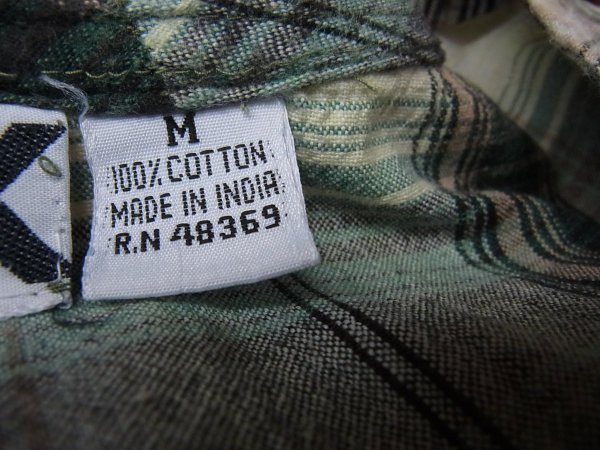 M
100% COTTON
MADE IN INDIA
R.N 48369